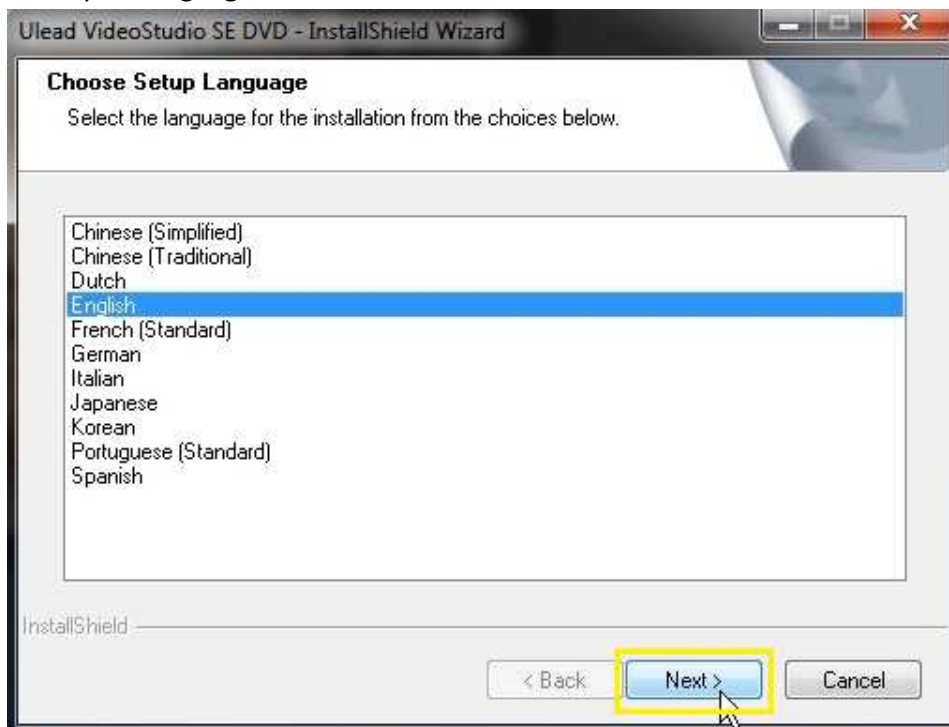 Ulead VideoStudio SE DVD - InstallShield Wizard
Choose Setup Language
Select the language for the installation from the choices below.
Chinese (Simplified)
Chinese (Traditional)
Dutch
English
French (Standard)
German
Italian
Japanese
Korean
Portuguese (Standard)
Spanish
InstallShield
< Back Next > Cancel